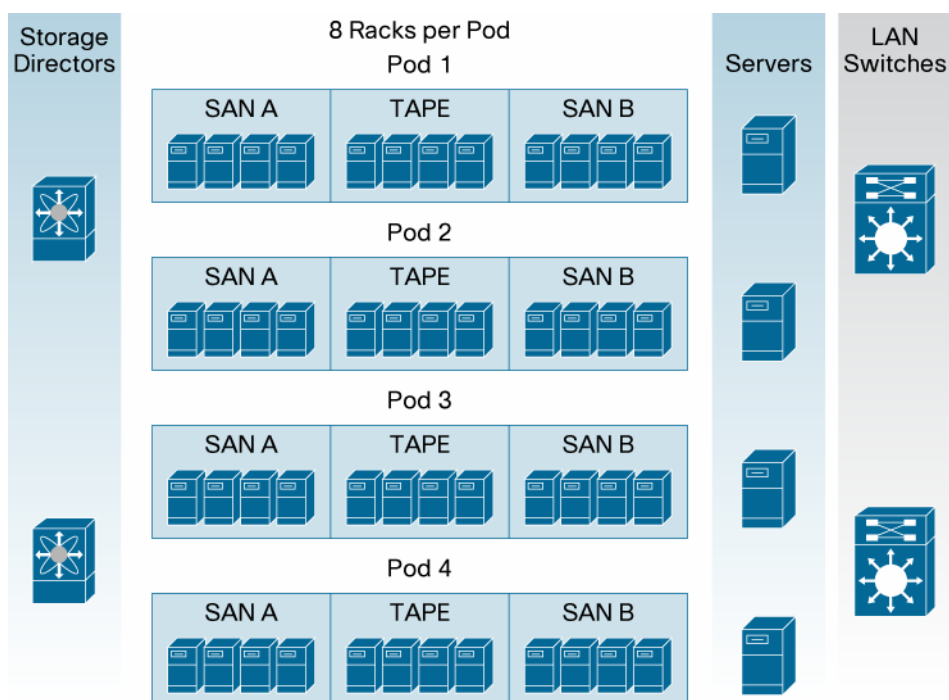 Storage
Directors
8 Racks per Pod
Pod 1
Servers
LAN
Switches
SAN A
TAPE
SAN B
Pod 2
SAN A
TAPE
SAN B
Pod 3
SAN A
TAPE
SAN B
Pod 4
SAN A
TAPE
SAN B